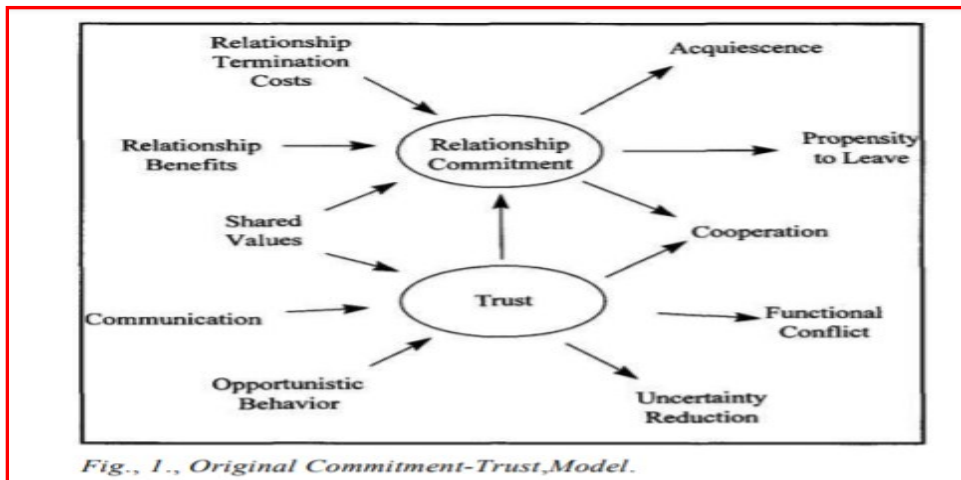 Relationship
Termination
Costs
Acquiescence
Relationship
Benefits
Relationship
Commitment
Propensity
to Leave
Shared
Values
Cooperation
Communication
Trust
Functional
Conflict
Opportunistic
Behavior
Uncertainty
Reduction
Fig., 1., Original Commitment-Trust,Model.